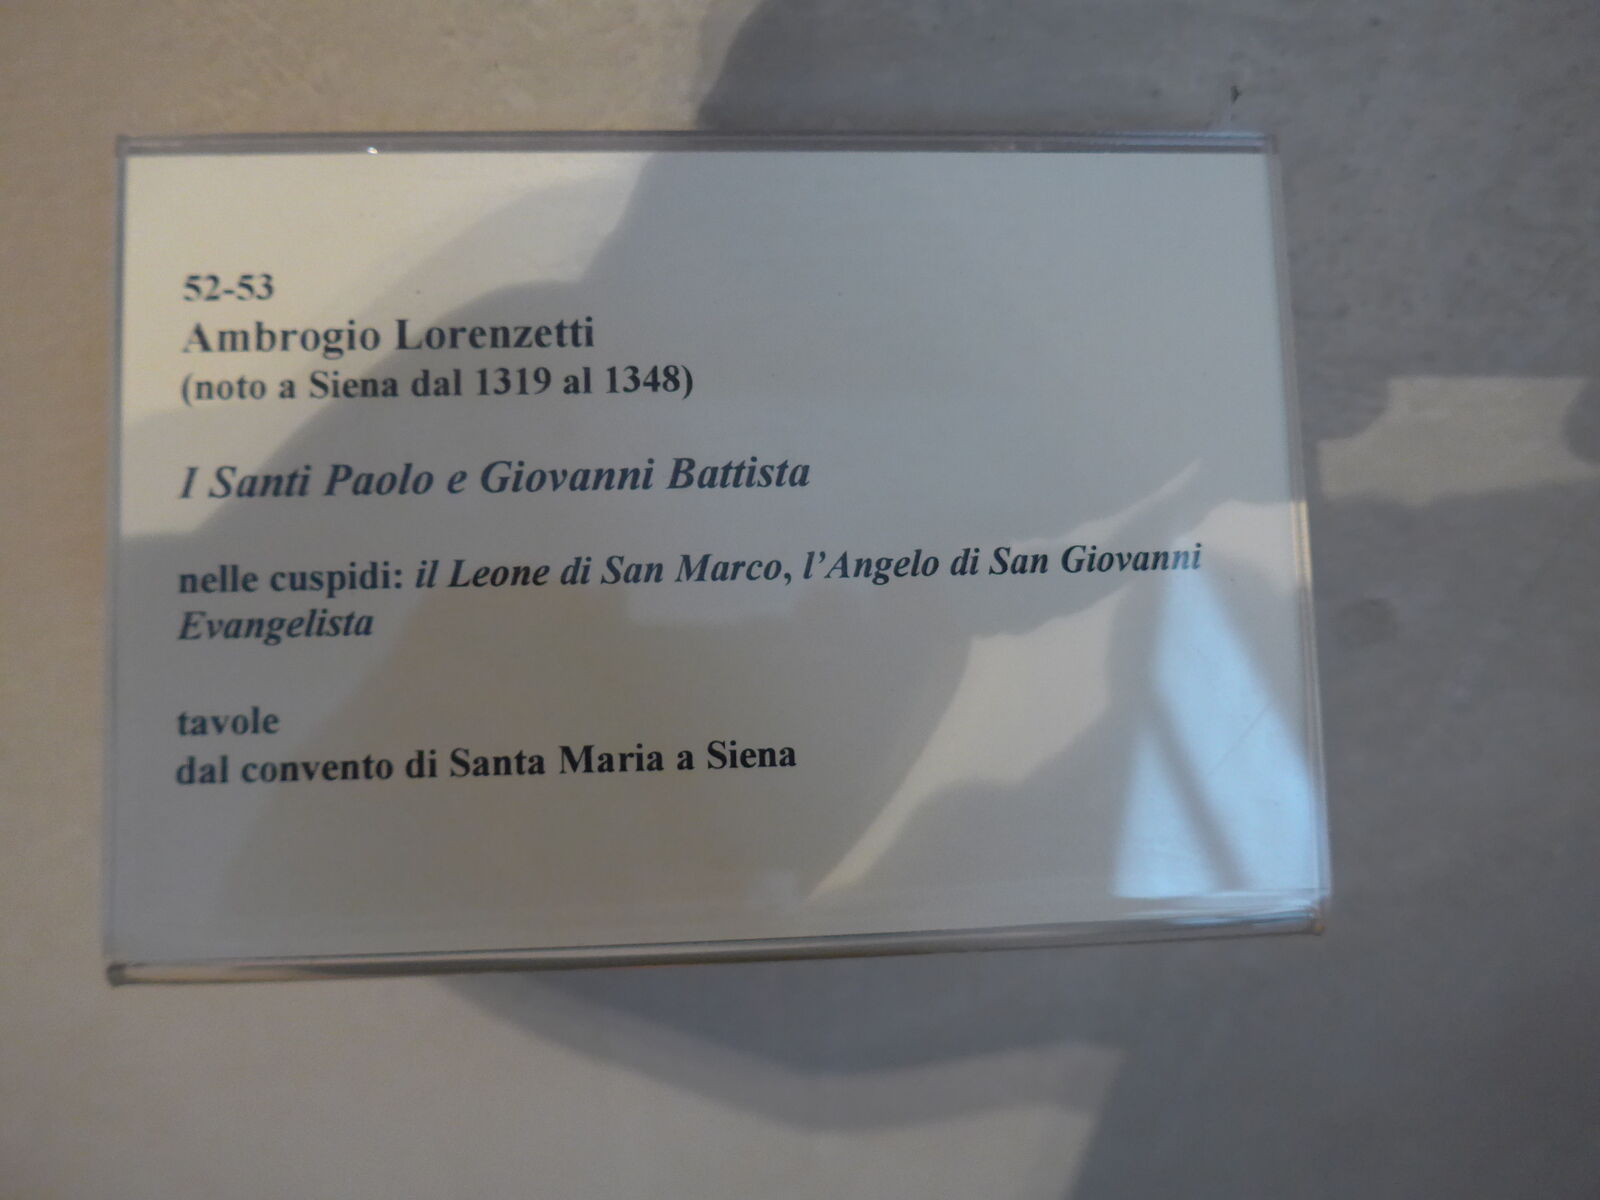 52-53
Ambrogio Lorenzetti
(noto a Siena dal 1319 al 1348)
I Santi Paolo e Giovanni Battista
nelle cuspidi: il Leone di San Marco, l'Angelo di San Giovanni
Evangelista
tavole
dal convento di Santa Maria a Siena